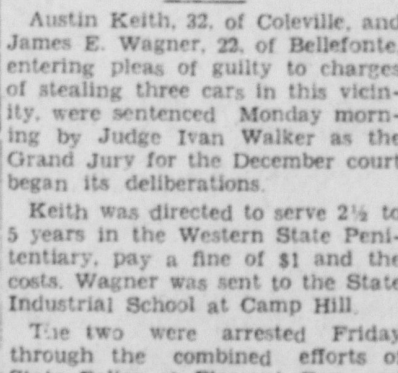 Austin Keith, 32, of Coleville, and
James E. Wagner, 22, of Bellefonte,
entering pleas of guilty to charges
of stealing three cars in this vicin-
ity, were sentenced Monday morn-
ing by Judge Ivan Walker as the
Grand Jury for the December court
began its deliberations.
Keith was directed to serve 2½ to
5 years in the Western State Peni-
tentiary, pay a fine of $1 and the
costs. Wagner was sent to the State
Industrial School at Camp Hill.
The two were arrested Friday
through the combined efforts of